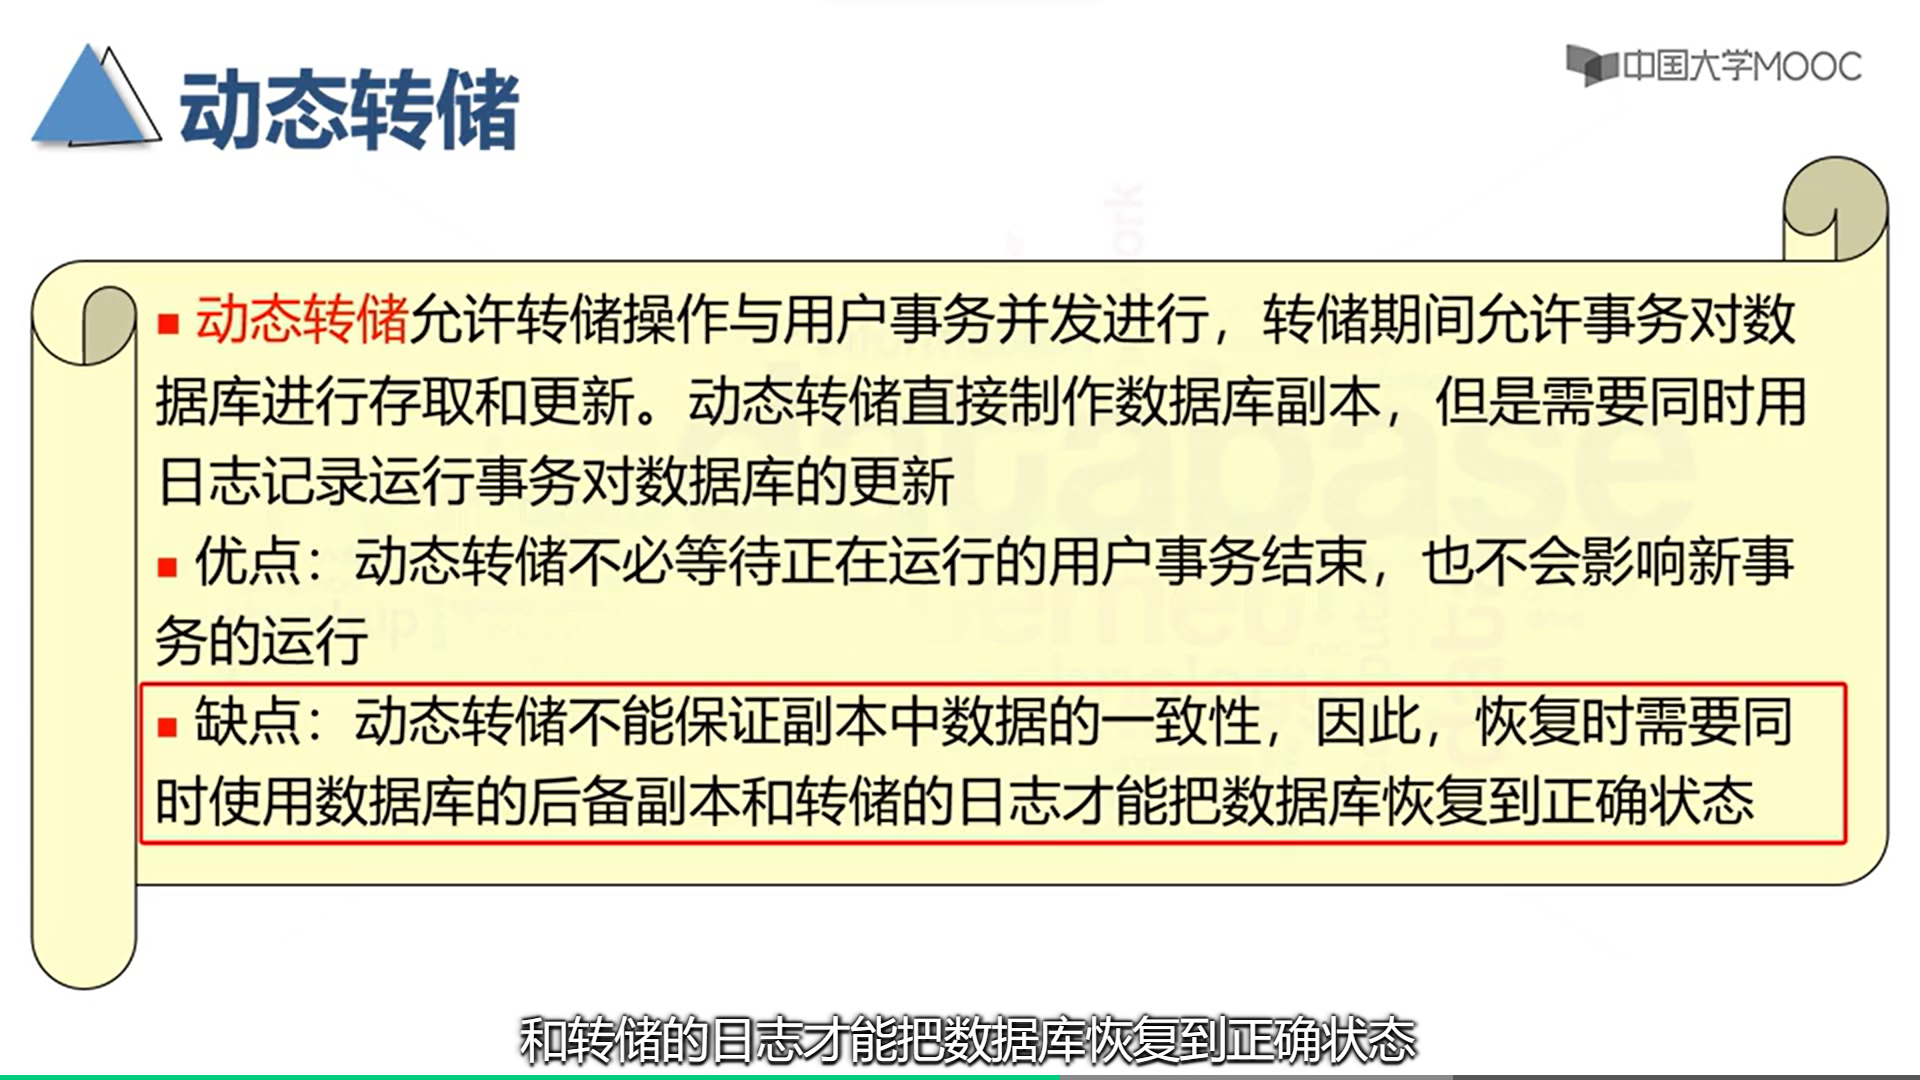 动态转储
中国大学MOOC
动态转储允许转储操作与用户事务并发进行，转储期间允许事务对数
据库进行存取和更新。动态转储直接制作数据库副本，但是需要同时用
日志记录运行事务对数据库的更新
优点：动态转储不必等待正在运行的用户事务结束，也不会影响新事
务的运行
缺点：动态转储不能保证副本中数据的一致性，因此，恢复时需要同
时使用数据库的后备副本和转储的日志才能把数据库恢复到正确状态
和转储的日志才能把数据库恢复到正确状态